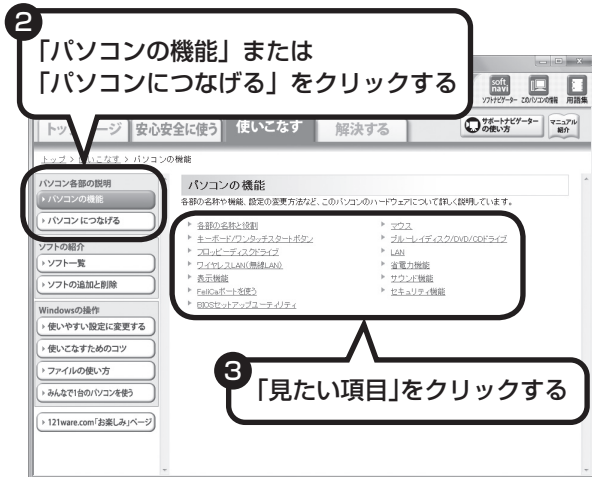 2
「パソコンの機能」または
「パソコンにつなげる」をクリックする
soft navi
ソフトナビゲーター このパソコンの情報 用語集
トッ ページ 安心安全に使う 使いこなす 解決する
サポートナビゲーターの使い方 マニュアル紹介
トップ > 使いこなす > パソコンの機能
パソコン各部の説明
パソコンの機能
パソコンにつなげる
ソフトの紹介
ソフト一覧
ソフトの追加と削除
Windowsの操作
使いやすい設定に変更する
使いこなすためのコツ
ファイルの使い方
みんなで1台のパソコンを使う
121ware.com「お楽しみ」ページ
パソコンの機能
各部の名称や機能、設定の変更方法など、このパソコンのハードウェアについて詳しく説明しています。
各部の名称と役割
キーボード/ワンタッチスタートボタン
フロッピーディスクドライブ
ワイヤレスLAN(無線LAN)
表示機能
FeliCaポートを使う
BIOSセットアップユーティリティ
マウス
ブルーレイディスク/DVD/CDドライブ
LAN
省電力機能
サウンド機能
セキュリティ機能
3
「見たい項目」をクリックする